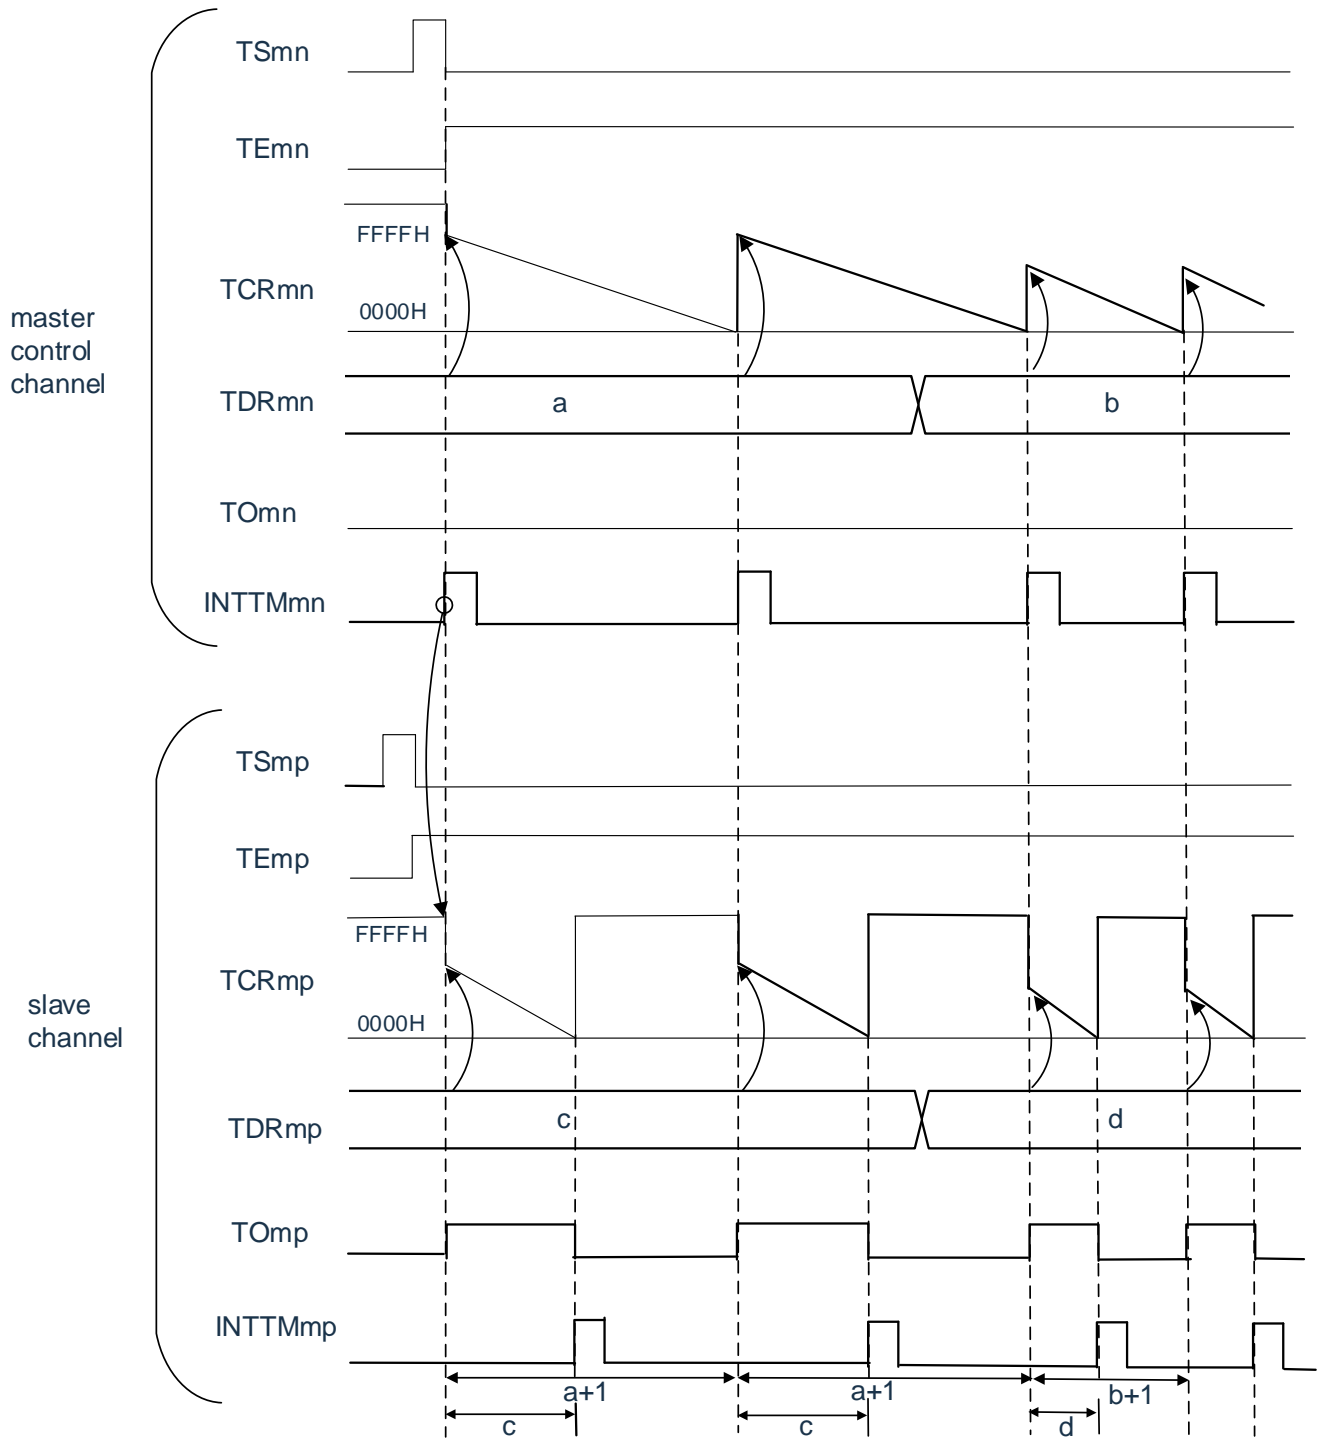 TSmn
TEmn
FFFFH
TCRmn
0000H
master
control
channel
TDRmn
a
b
TOmn
INTTMmn
TSmp
TEmp
FFFFH
TCRmp
slave
channel
0000H
TDRmp
c
d
TOmp
INTTMmp
a+1
a+1
b+1
c
c
d